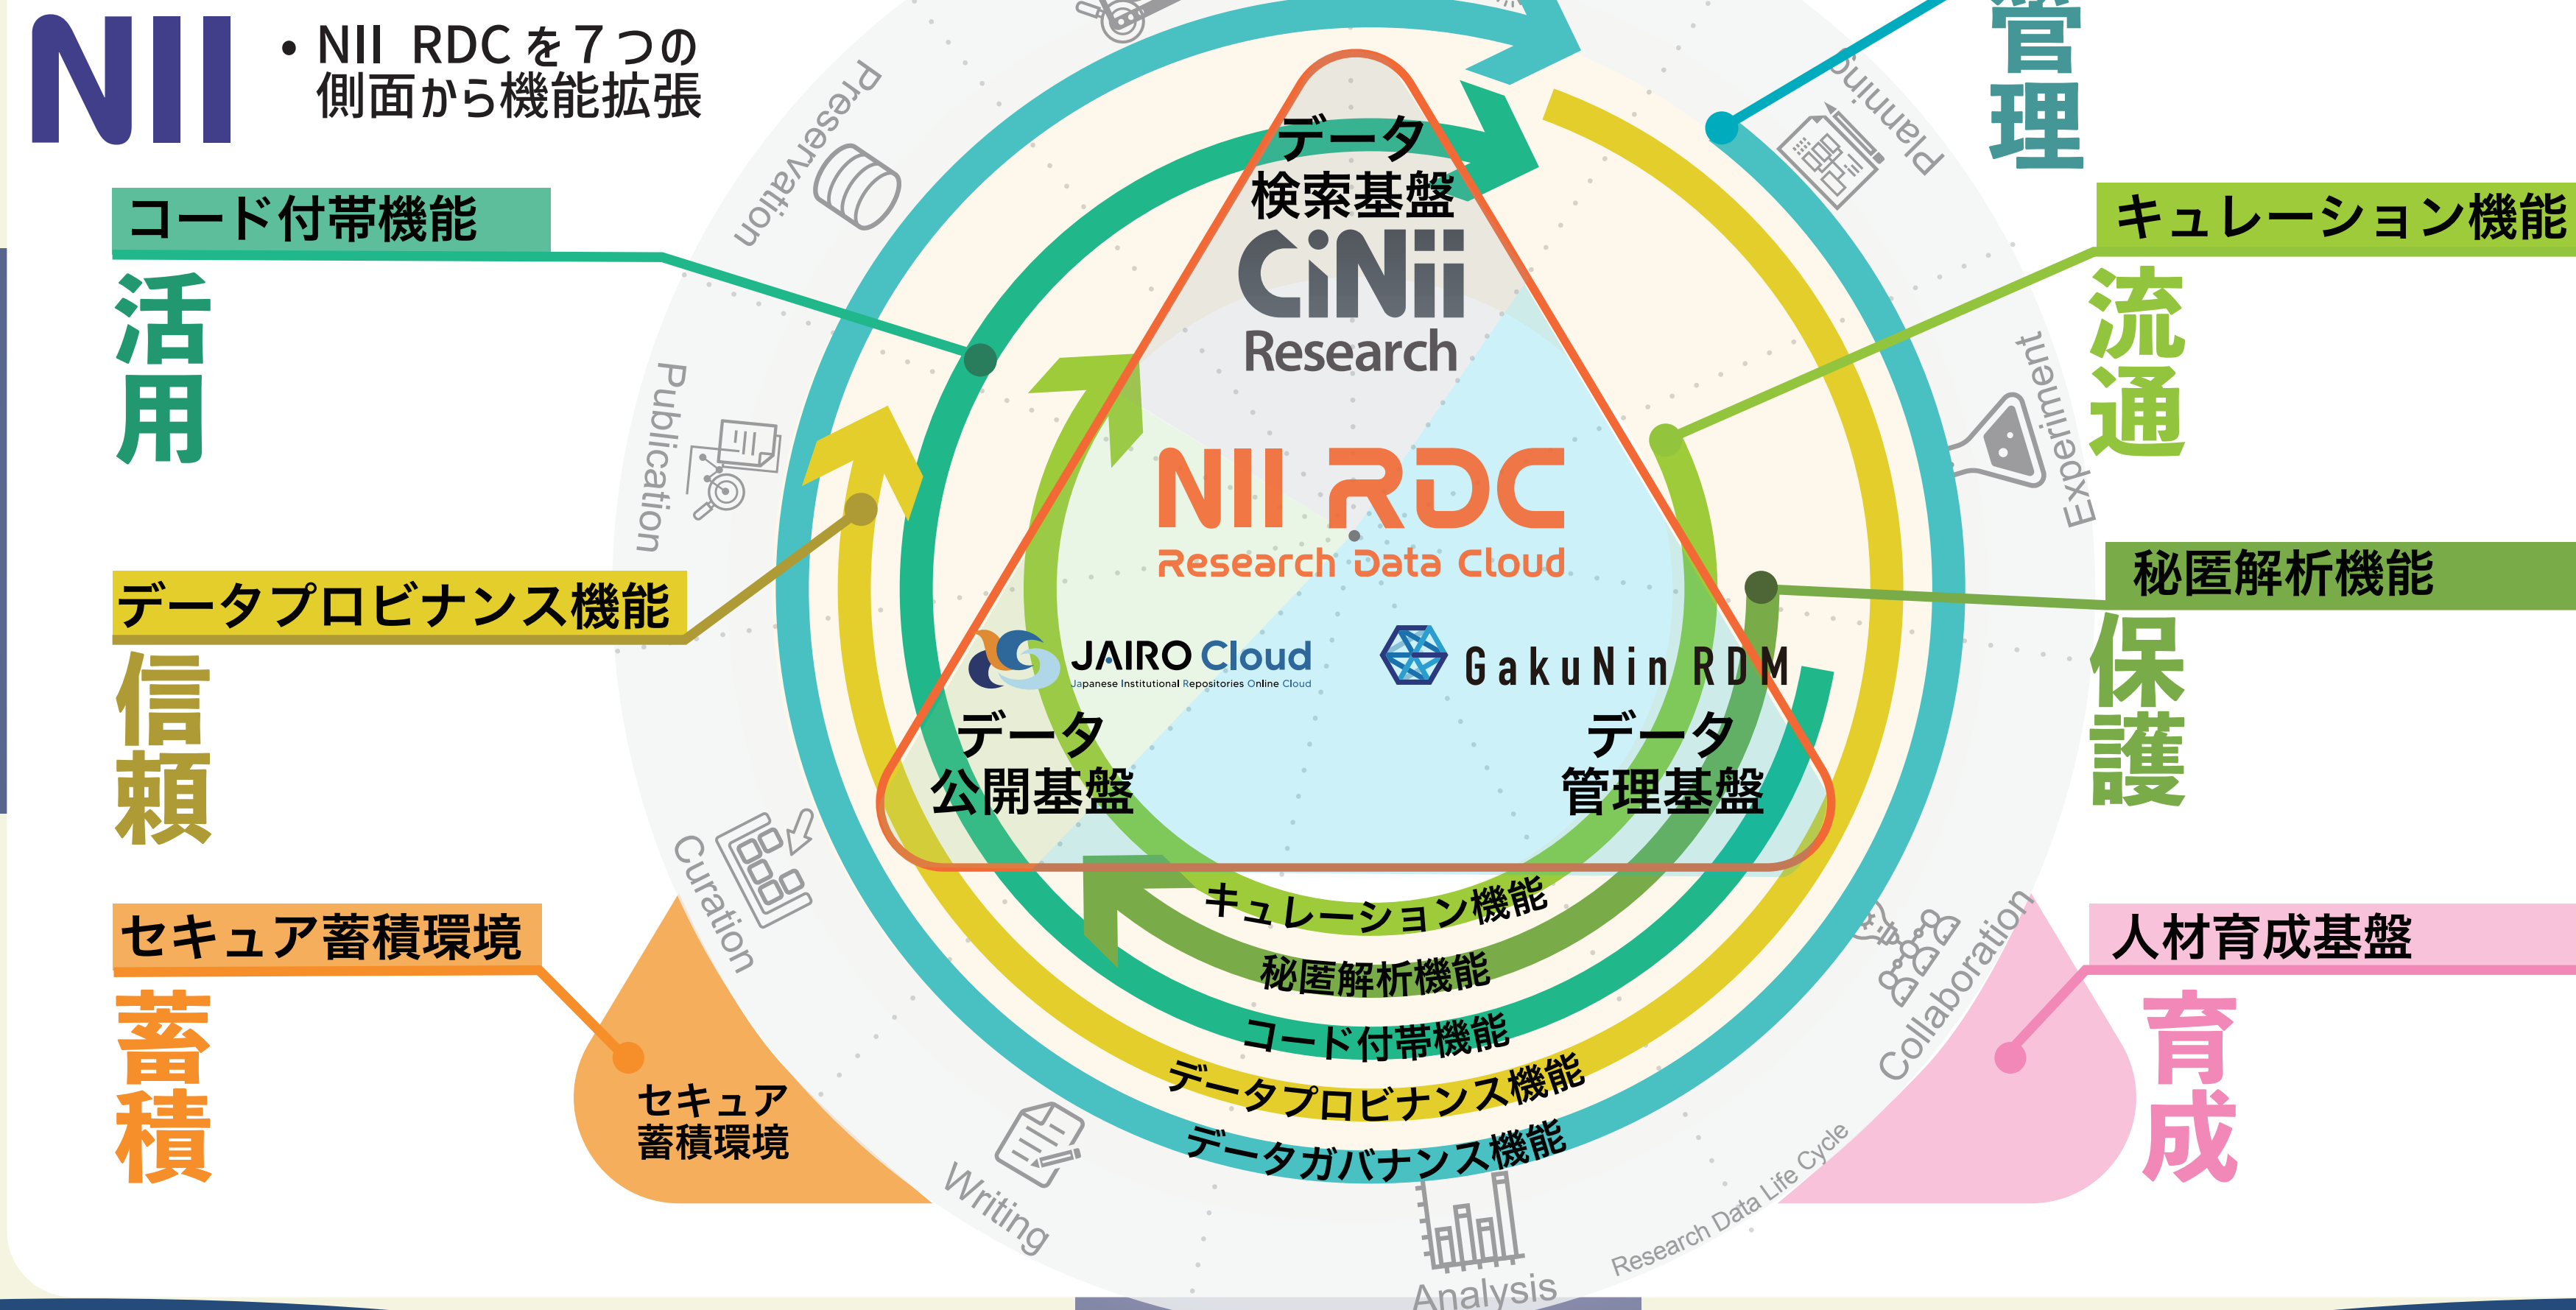 NII
• NII RDCを7つの
側面から機能拡張
管理
コード付帯機能
活用
データプロビナンス機能
信頼
セキュア蓄積環境
蓄積
セキュア
蓄積環境
キュレーション機能
流通
秘匿解析機能
保護
人材育成基盤
育成
Preservation
Publication
Curation
Writing
Analysis
Research Data Life Cycle
Collaboration
Experiment
Planning
データ
検索基盤
CiNii
Research
NII RDC
Research Data Cloud
JAIRO Cloud
Japanese Institutional Repositories Online Cloud
データ
公開基盤
GakuNin RDM
データ
管理基盤
キュレーション機能
秘匿解析機能
コード付帯機能
データプロビナンス機能
データガバナンス機能